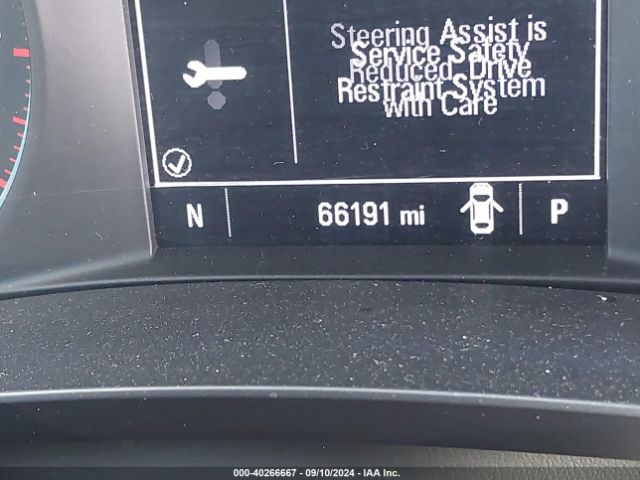 Steering Assist is
Service Safety
Reduced, Drive
Restraint System
with Care
N
66191 mi
P
000-40266667 - 09/10/2024 - IAA Inc.